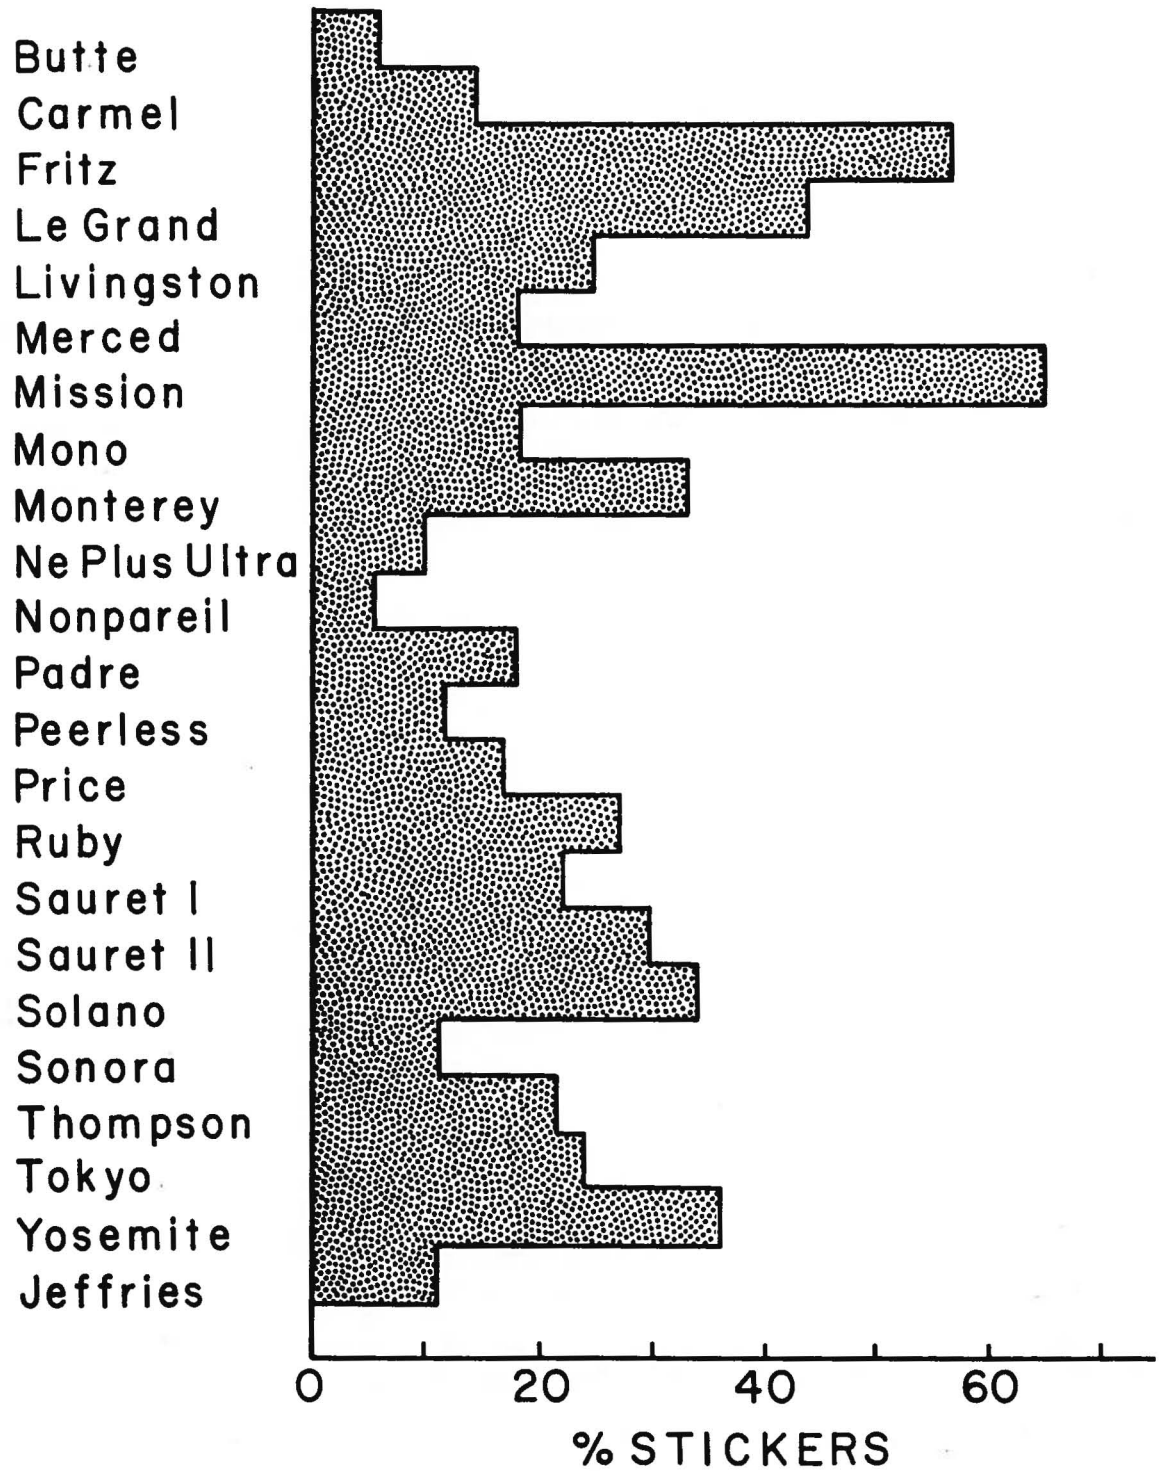 Butte
Carmel
Fritz
Le Grand
Livingston
Merced
Mission
Mono
Monterey
Ne Plus Ultra
Nonpareil
Padre
Peerless
Price
Ruby
Sauret I
Sauret II
Solano
Sonora
Thompson
Tokyo
Yosemite
Jeffries
0 20 40 60
% STICKERS